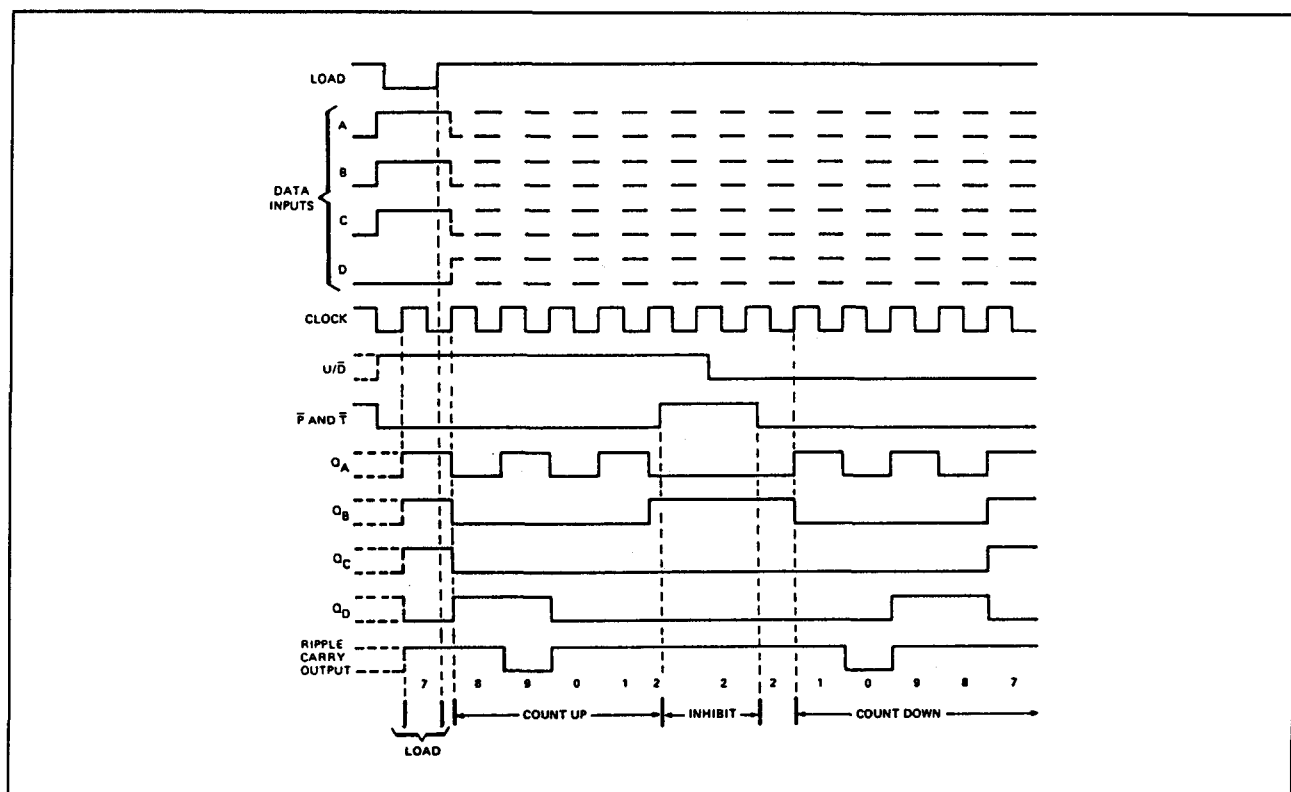 LOAD
A
B
DATA
INPUTS
C
D
CLOCK
U/D̅
P̅ AND T̅
QA
QB
QC
QD
RIPPLE
CARRY
OUTPUT
7 8 9 0 1 2 2 2 1 0 9 8 7
COUNT UP INHIBIT COUNT DOWN
LOAD